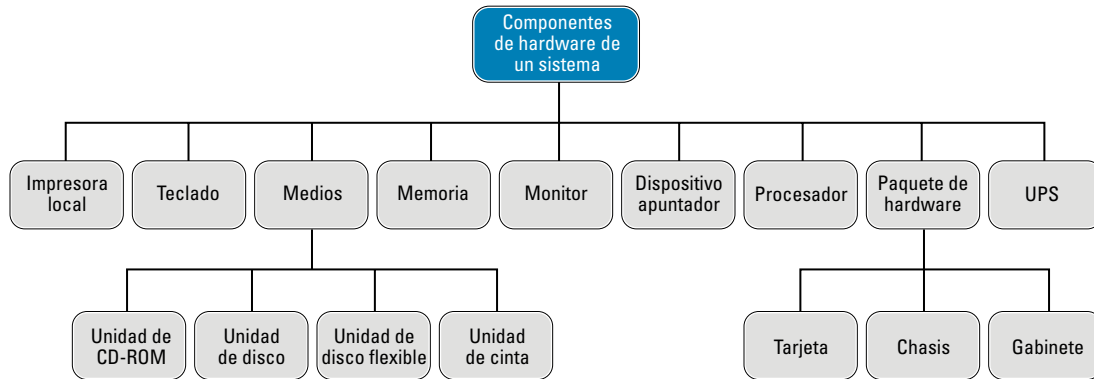 Componentes
de hardware de
un sistema
Impresora
local
Teclado
Medios
Memoria
Monitor
Dispositivo
apuntador
Procesador
Paquete de
hardware
UPS
Unidad de
CD-ROM
Unidad
de disco
Unidad de
disco flexible
Unidad
de cinta
Tarjeta
Chasis
Gabinete